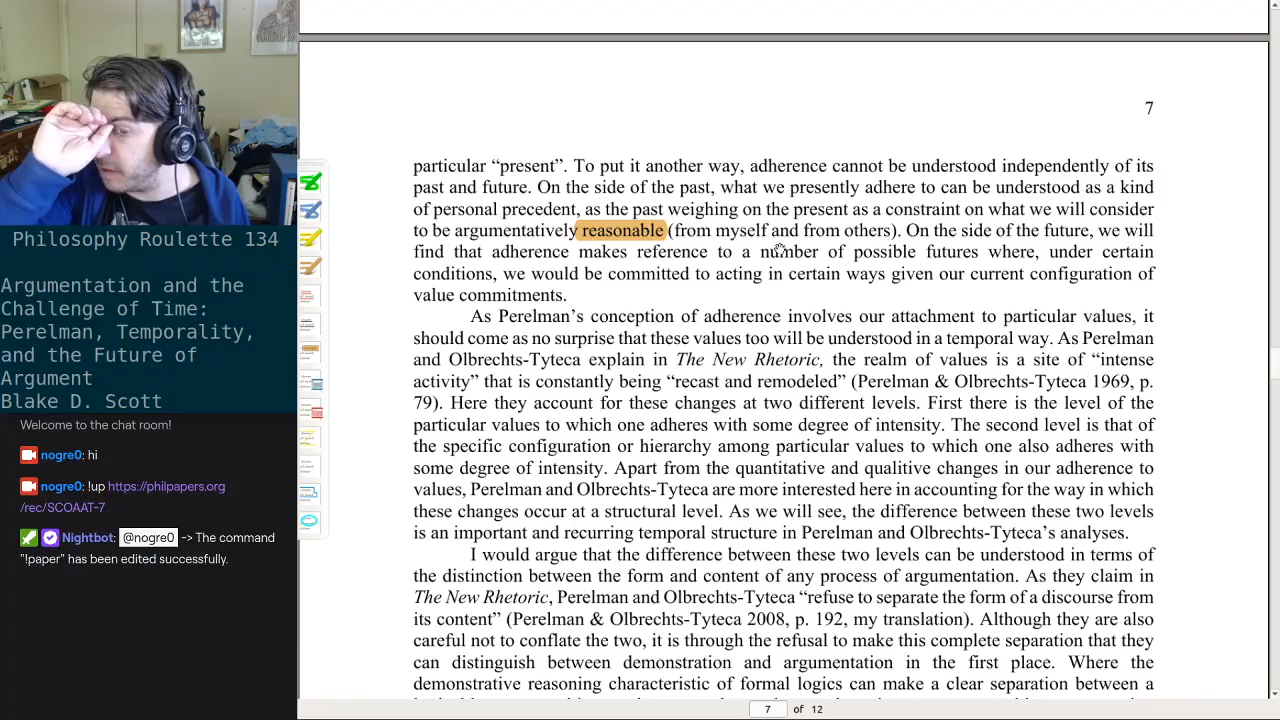 7
particular “present”. To put it another way, adherence cannot be understood independently of its
past and future. On the side of the past, what we presently adhere to can be understood as a kind
of personal precedent, as the past weighing on the present as a constraint on what we will consider
to be argumentatively reasonable (from myself and from others). On the side of the future, we will
find that adherence makes reference to a number of possible futures where, under certain
conditions, we would be committed to acting in certain ways given our current configuration of
value commitments.
As Perelman’s conception of adherence involves our attachment to particular values, it
should come as no surprise that these values will also be understood in terms of temporality. As he
and Olbrechts-Tyteca explain in The New Rhetoric, the realm of values is a place of “intense
activity” that is constantly being recast and remodeled (Perelman & Olbrechts-Tyteca 1969, p.
79). Here they account for these changes at two different levels. First there is the level of the
particular values to which one adheres with some degree of intensity. The second level is that of
the specific configuration or hierarchy relating particular values to which one also adheres with
some degree of intensity. Apart from the quantitative and qualitative changes in our adherence to
values, Perelman and Olbrechts-Tyteca are interested here in accounting for the way in which
these changes occur at a structural level. As we will see, the difference between these two levels
is an important and recurring temporal structure in Perelman and Olbrechts-Tyteca’s analyses.
I would argue that the difference between these two levels can be understood in terms of
the distinction between the form and content of any process of argumentation. As they claim in
The New Rhetoric, Perelman and Olbrechts-Tyteca “refuse to separate the form of a discourse from
its content” (Perelman & Olbrechts-Tyteca 2008, p. 192, my translation). Although they are also
careful not to conflate the two, it is through the refusal to make this complete separation that they
can distinguish between demonstration and argumentation in the first place. Where the
demonstrative reasoning characteristic of formal logics can make a clear separation between a
7 of 12
Philosophy Roulette 134
Argumentation and the
Challenge of Time:
Perelman, Temporality,
and the Future of
Argument
Blake D. Scott
Welcome to the chat room!
nogre0: hi
nogre0: !up https://philpapers.org
/rec/SCOAAT-7
Nightbot: @nogre0 -> The command
"!paper" has been edited successfully.